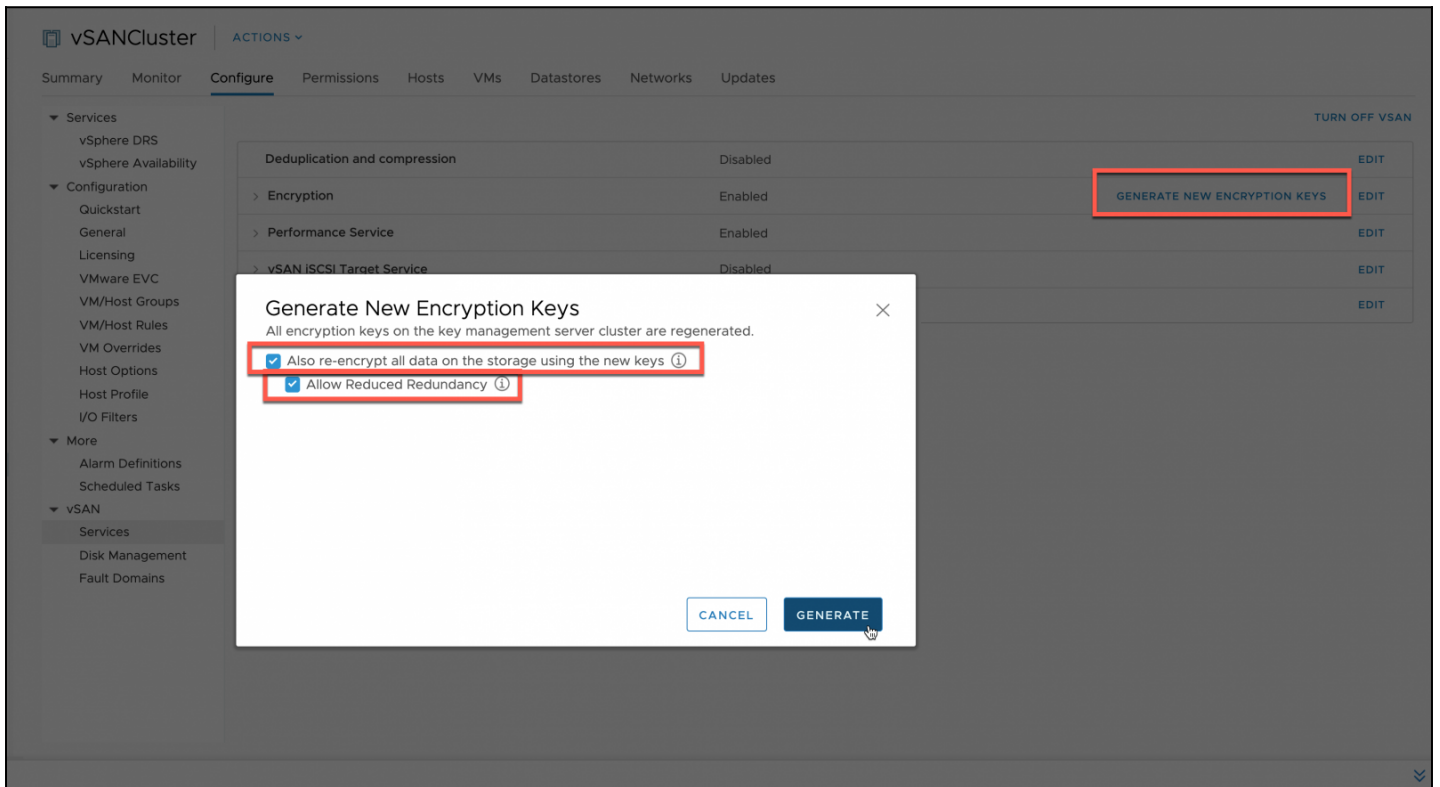 vSANCluster ACTIONS
Summary Monitor Configure Permissions Hosts VMs Datastores Networks Updates
Services
vSphere DRS
vSphere Availability
Configuration
Quickstart
General
Licensing
VMware EVC
VM/Host Groups
VM/Host Rules
VM Overrides
Host Options
Host Profile
I/O Filters
More
Alarm Definitions
Scheduled Tasks
vSAN
Services
Disk Management
Fault Domains
TURN OFF VSAN
Deduplication and compression Disabled EDIT
Encryption Enabled GENERATE NEW ENCRYPTION KEYS EDIT
Performance Service Enabled EDIT
vSAN iSCSI Target Service Disabled EDIT
EDIT
Generate New Encryption Keys
All encryption keys on the key management server cluster are regenerated.
Also re-encrypt all data on the storage using the new keys
Allow Reduced Redundancy
CANCEL GENERATE